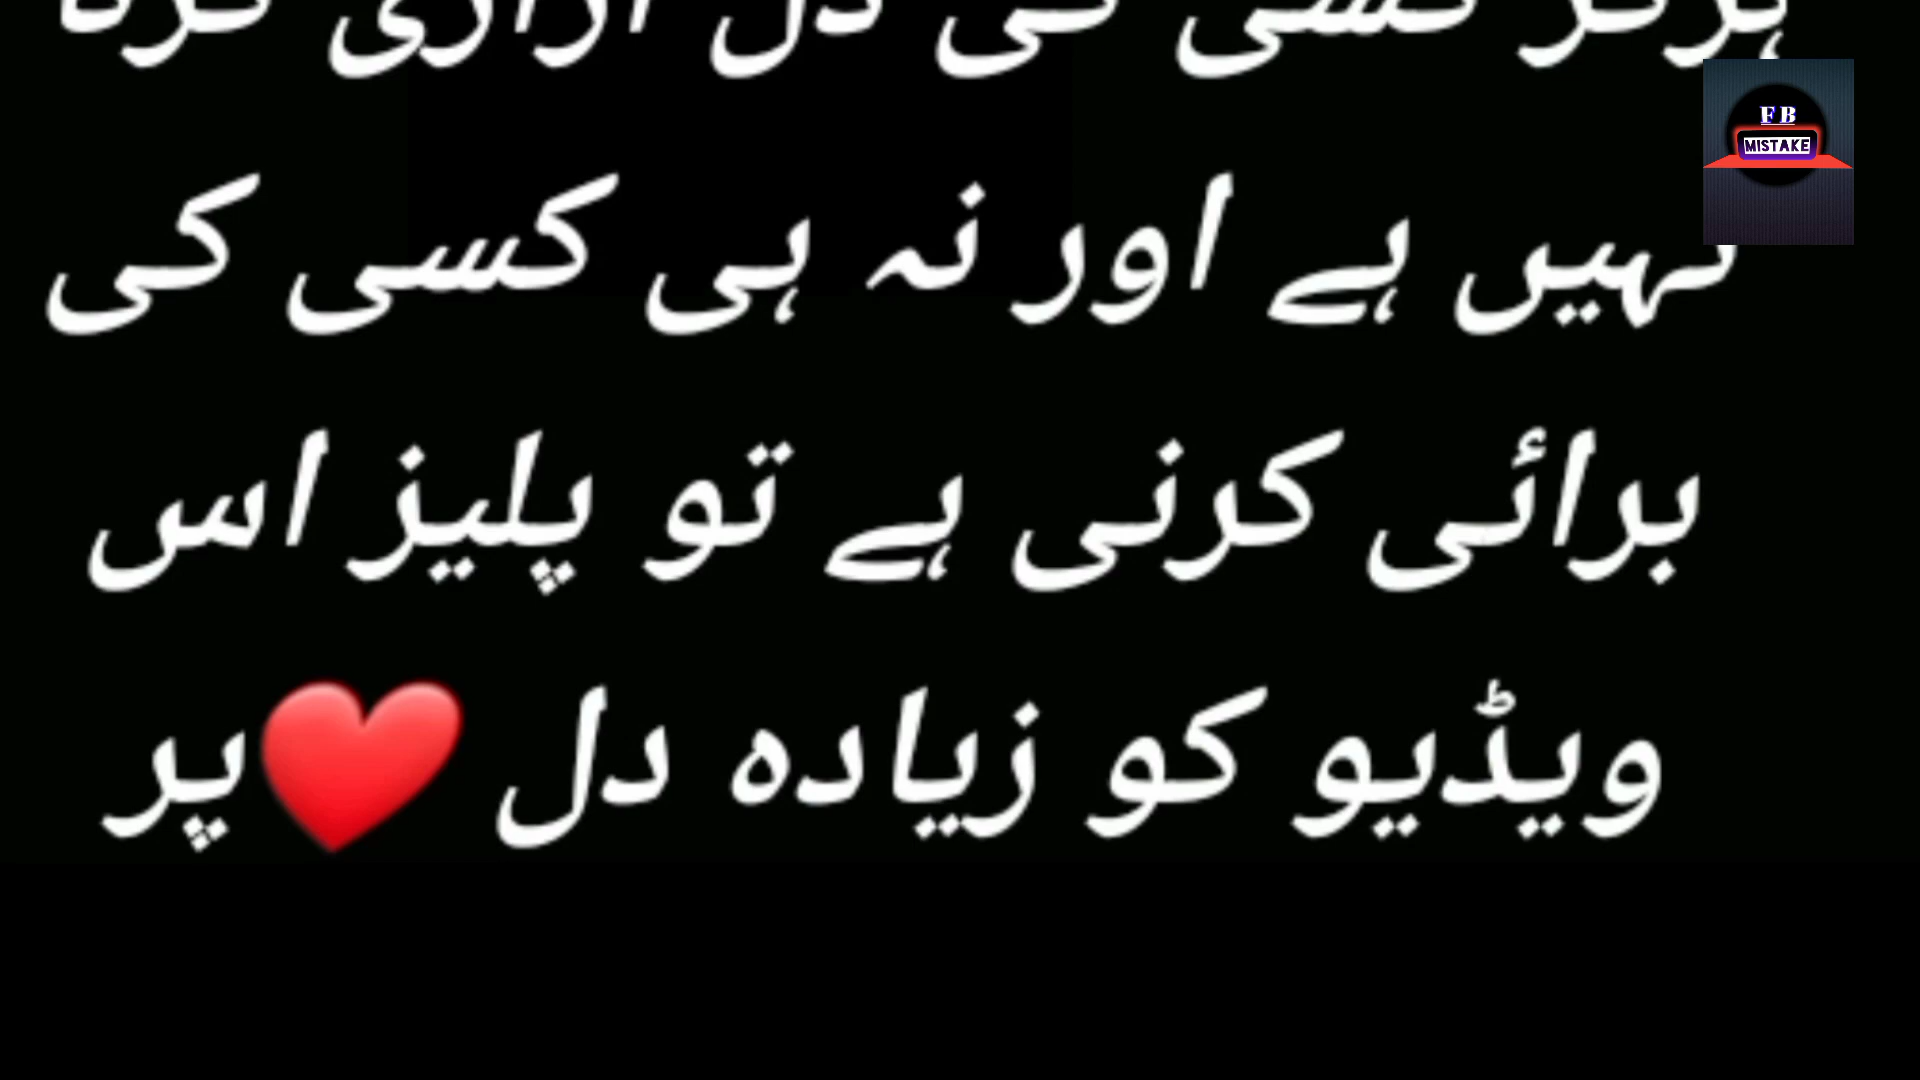 ہرگز کسی کی دل آزاری کرنا
نہیں ہے اور نہ ہی کسی کی
برائی کرنی ہے تو پلیز اس
ویڈیو کو زیادہ دل ❤️پر
F B
MISTAKE